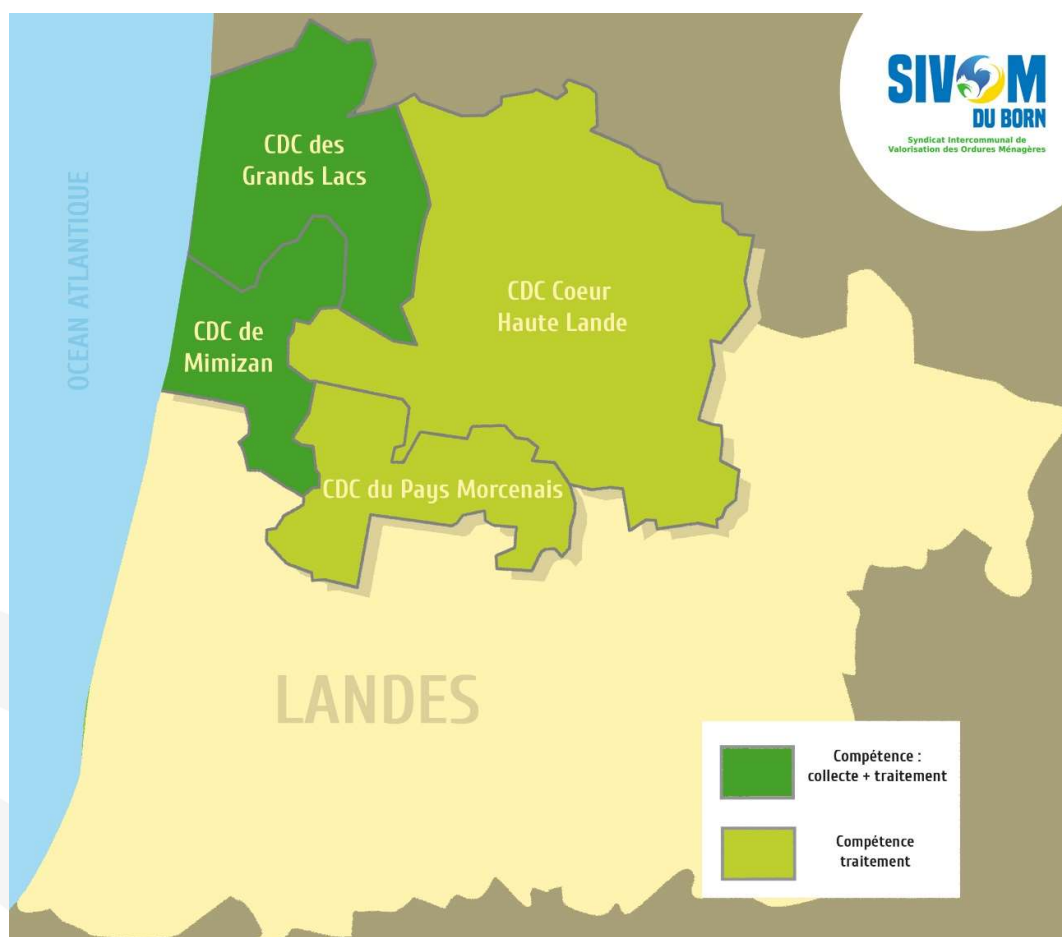 SIVOM
DU BORN
Syndicat Intercommunal de
Valorisation des Ordures Ménagères
CDC des
Grands Lacs
OCEAN ATLANTIQUE
CDC Coeur
Haute Lande
CDC de
Mimizan
CDC du Pays Morcenais
LANDES
Compétence :
collecte + traitement
Compétence
traitement